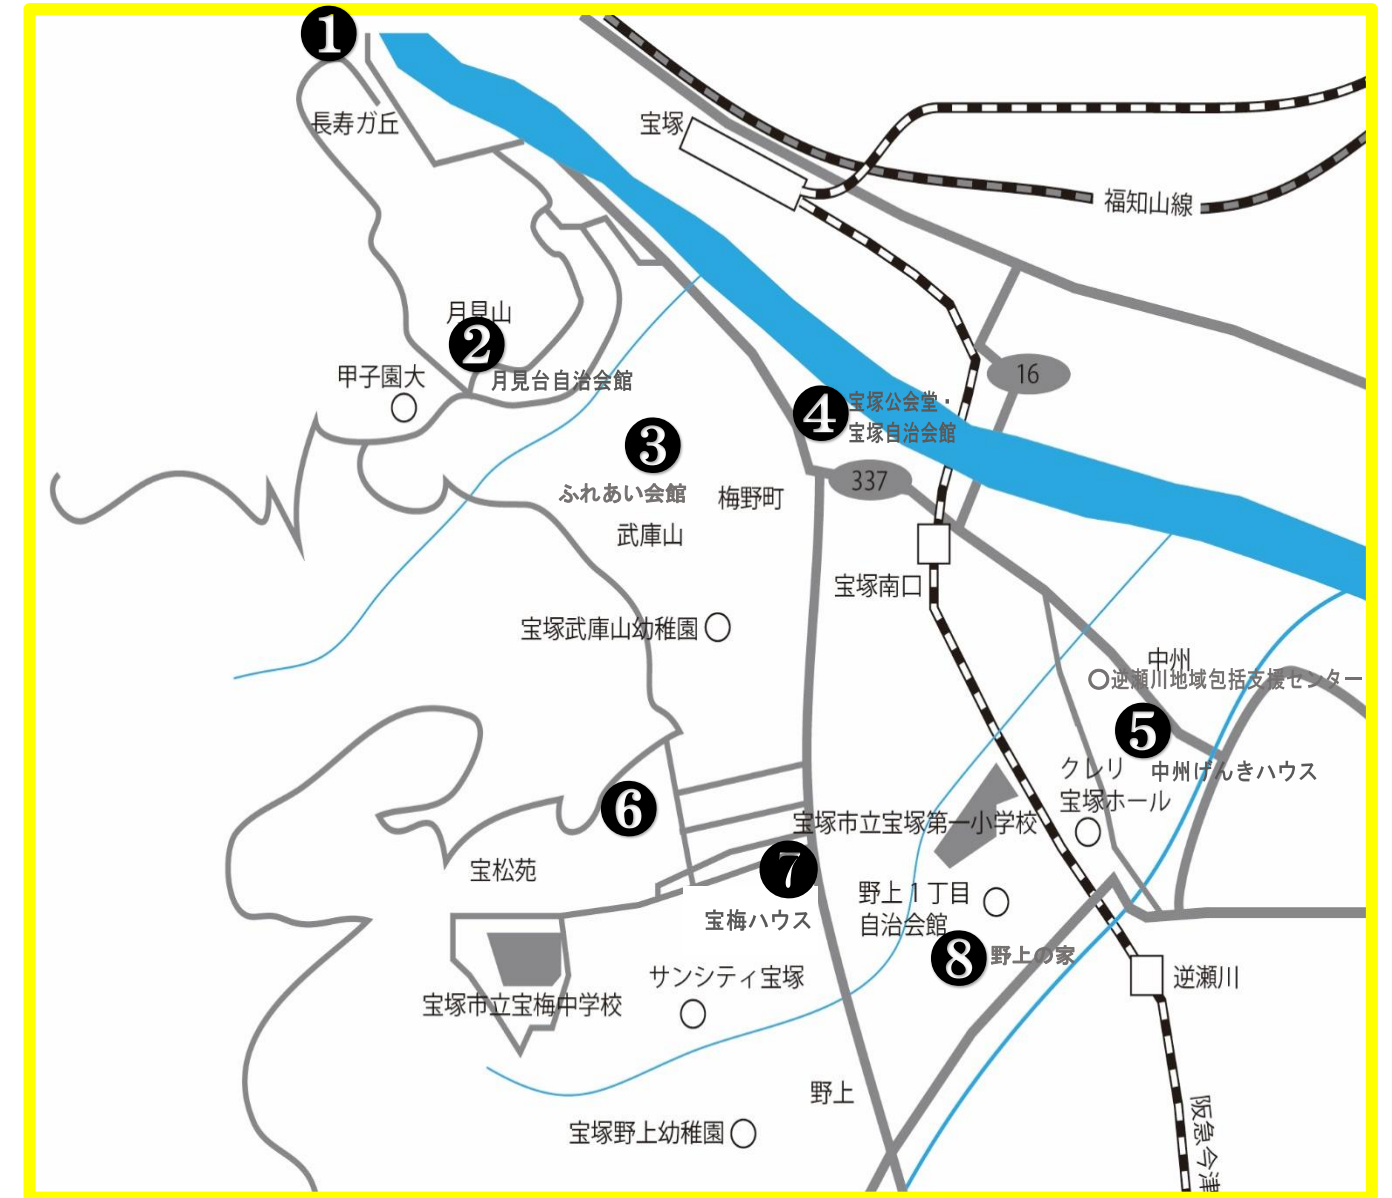 ❶
長寿ガ丘
宝塚
福知山線
月見山
❷
月見台自治会館
甲子園大
16
❹
宝塚公会堂・
宝塚自治会館
❸
ふれあい会館
梅野町
337
武庫山
宝塚南口
宝塚武庫山幼稚園
中州
逆瀬川地域包括支援センター
❺
クレリ
宝塚ホール
中州げんきハウス
❻
宝塚市立宝塚第一小学校
宝松苑
❼
宝梅ハウス
野上1丁目
自治会館
❽
野上の家
サンシティ宝塚
逆瀬川
宝塚市立宝梅中学校
野上
宝塚野上幼稚園
阪急今津